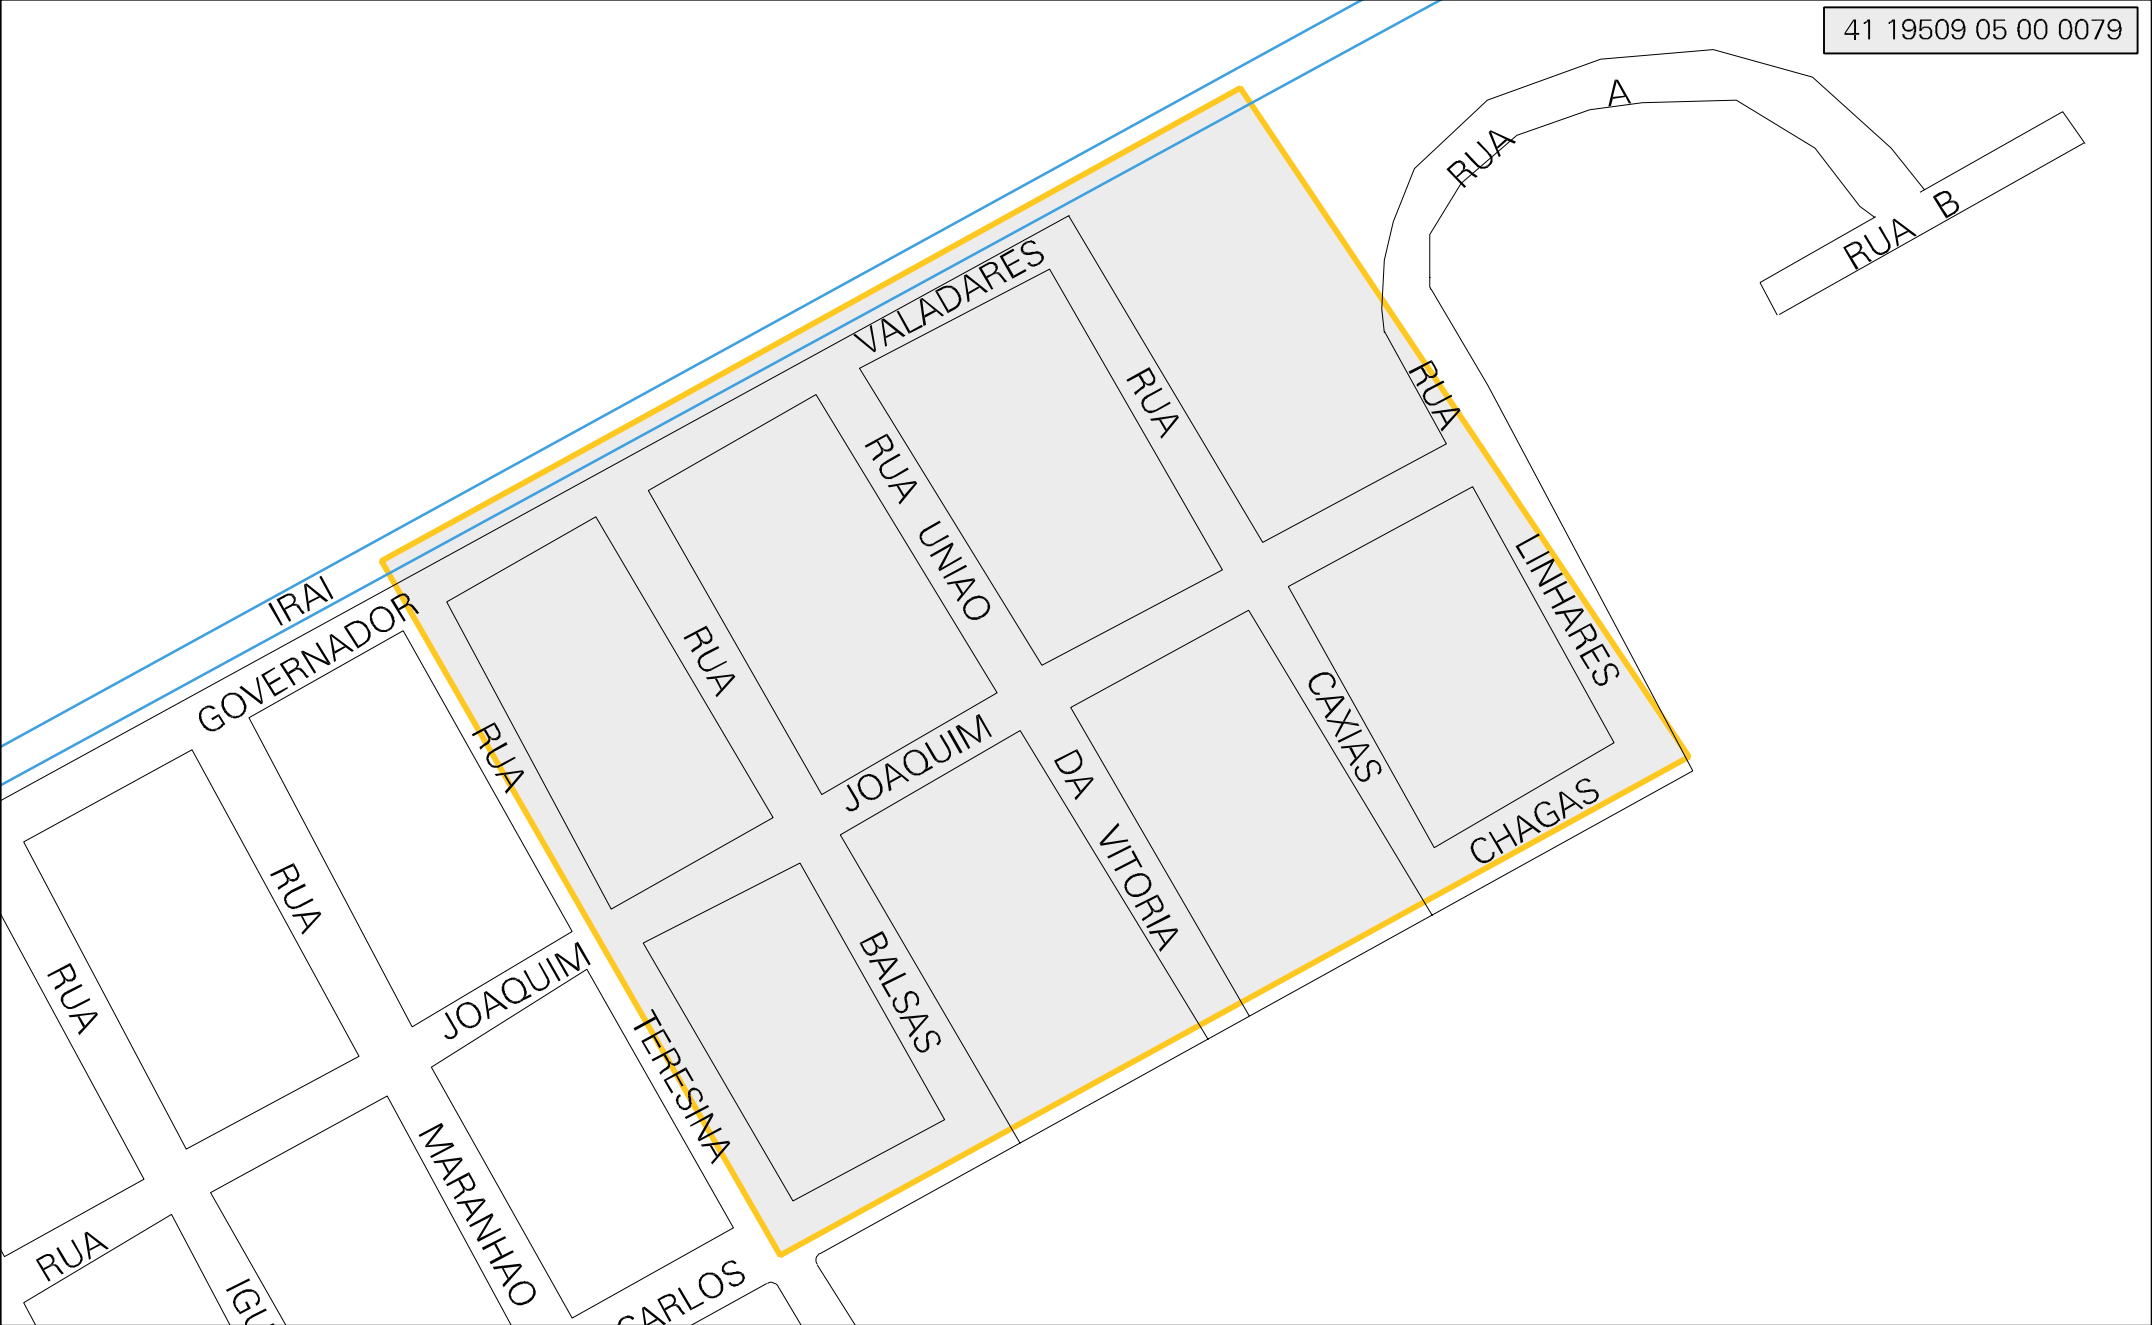 41 19509 05 00 0079
A
RUA
B
RUA
VALADARES
RUA
RUA
RUA UNIAO
LINHARES
IRAI
GOVERNADOR
RUA
RUA
CAXIAS
JOAQUIM
DA VITORIA
CHAGAS
RUA
RUA
BALSAS
JOAQUIM
TERESINA
MARANHAO
RUA
IGU
CARLOS